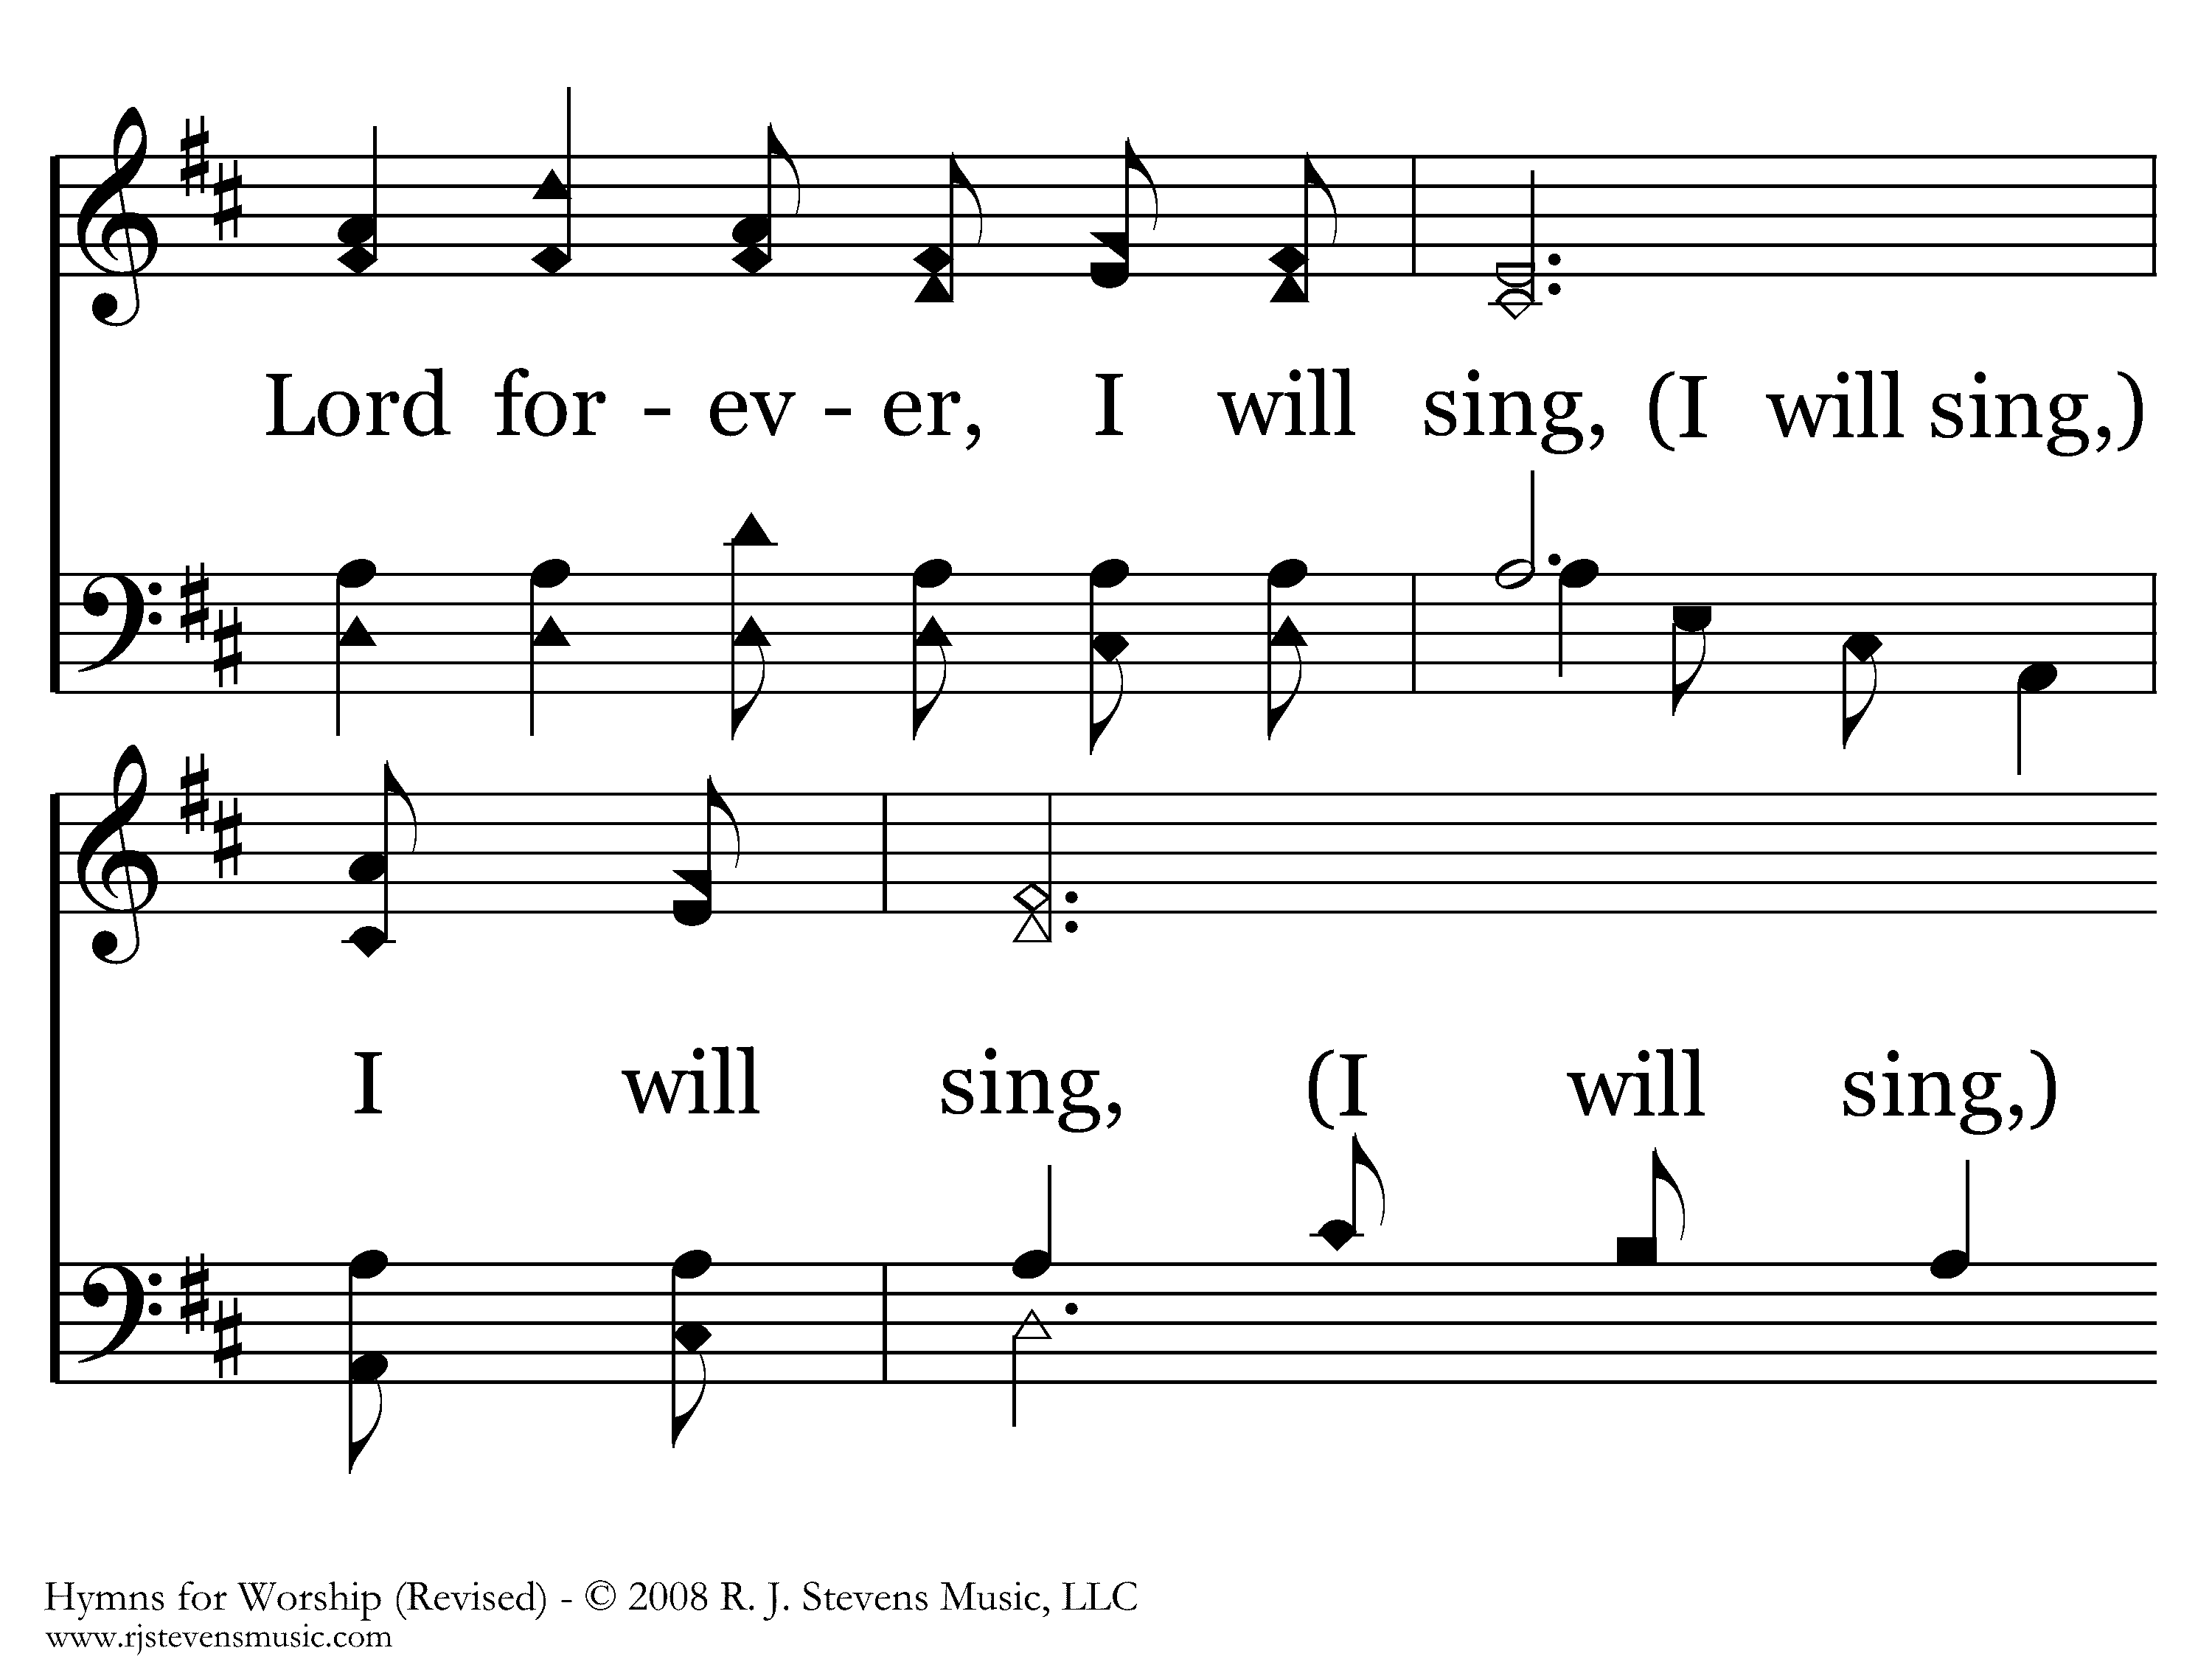 Lord for - ev - er, I will sing, (I will sing,)
I will sing, (I will sing,)
Hymns for Worship (Revised) - © 2008 R. J. Stevens Music, LLC
www.rjstevensmusic.com